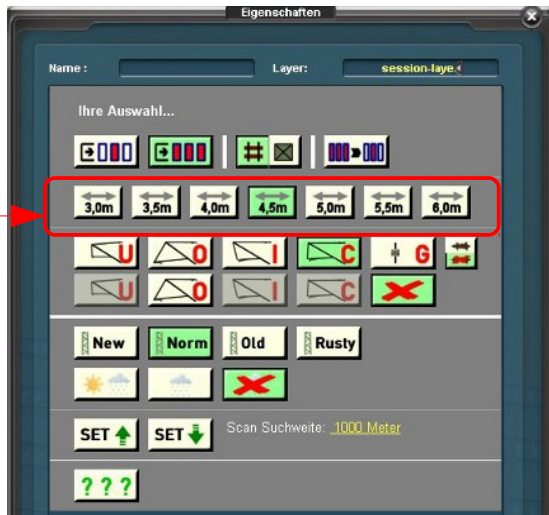 Eigenschaften
Name :
Layer: session-laye
Ihre Auswahl...
3,0m 3,5m 4,0m 4,5m 5,0m 5,5m 6,0m
U O I C G
U O I C
New Norm Old Rusty
SET SET Scan Suchweite: 1000 Meter
? ? ?